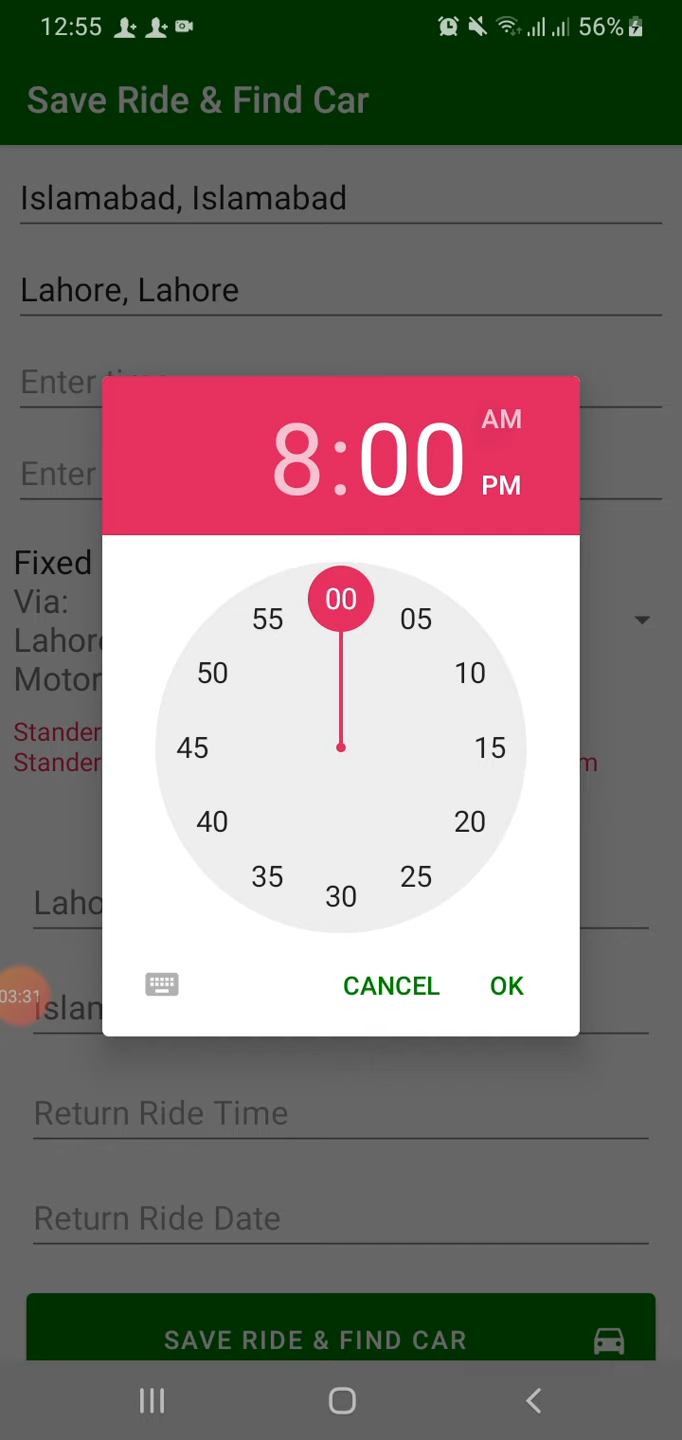 12:55 56%
Save Ride & Find Car
Islamabad, Islamabad
Lahore, Lahore
Enter time
Enter
8:00 AM PM
Fixed
Via:
Lahore
Motor
Stander
Stander m
00
55 05
50 10
45 15
40 20
35 25
30
Laho
CANCEL OK
03:31
Islam
Return Ride Time
Return Ride Date
SAVE RIDE & FIND CAR